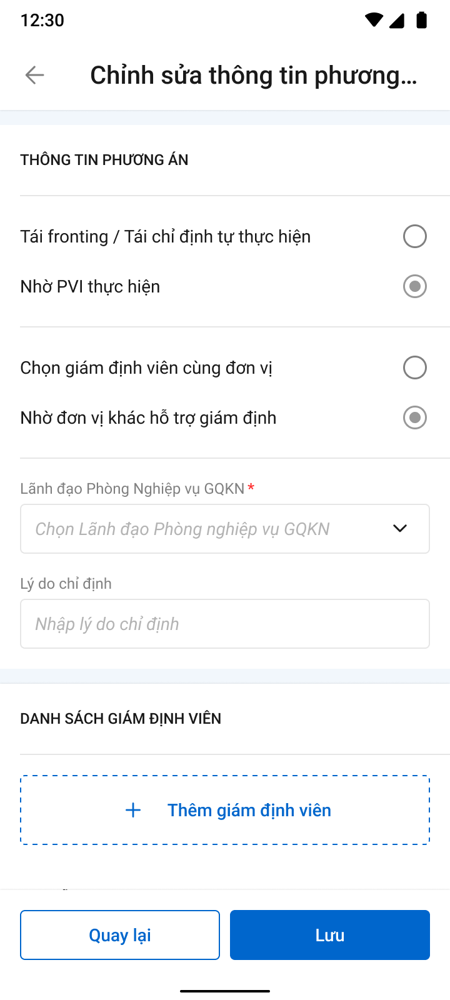 12:30
Chỉnh sửa thông tin phương...
THÔNG TIN PHƯƠNG ÁN
Tái fronting / Tái chỉ định tự thực hiện
Nhờ PVI thực hiện
Chọn giám định viên cùng đơn vị
Nhờ đơn vị khác hỗ trợ giám định
Lãnh đạo Phòng Nghiệp vụ GQKN *
Chọn Lãnh đạo Phòng nghiệp vụ GQKN
Lý do chỉ định
Nhập lý do chỉ định
DANH SÁCH GIÁM ĐỊNH VIÊN
+ Thêm giám định viên
Quay lại
Lưu